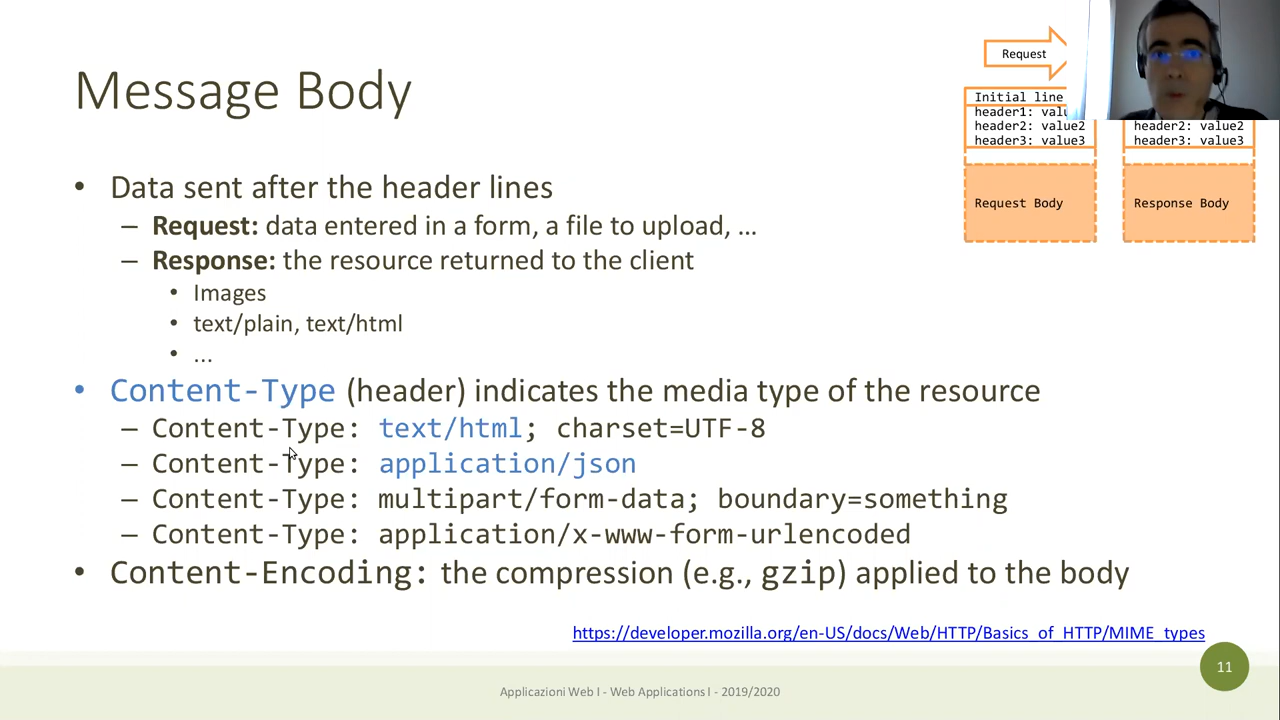 Message Body
Request
Initial line
header1: valu
header2: value2
header3: value3
header2: value2
header3: value3
Request Body
Response Body
• Data sent after the header lines
– Request: data entered in a form, a file to upload, …
– Response: the resource returned to the client
• Images
• text/plain, text/html
• ...
• Content-Type (header) indicates the media type of the resource
– Content-Type: text/html; charset=UTF-8
– Content-Type: application/json
– Content-Type: multipart/form-data; boundary=something
– Content-Type: application/x-www-form-urlencoded
• Content-Encoding: the compression (e.g., gzip) applied to the body
https://developer.mozilla.org/en-US/docs/Web/HTTP/Basics_of_HTTP/MIME_types
11
Applicazioni Web I - Web Applications I - 2019/2020